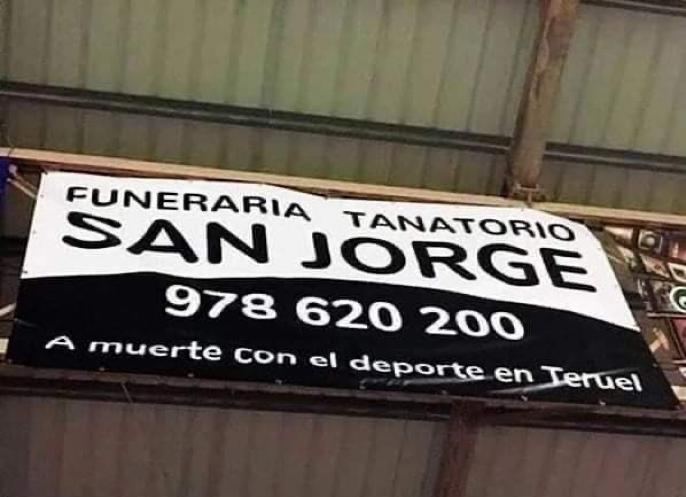 FUNERARIA TANATORIO
SAN JORGE
978 620 200
A muerte con el deporte en Teruel